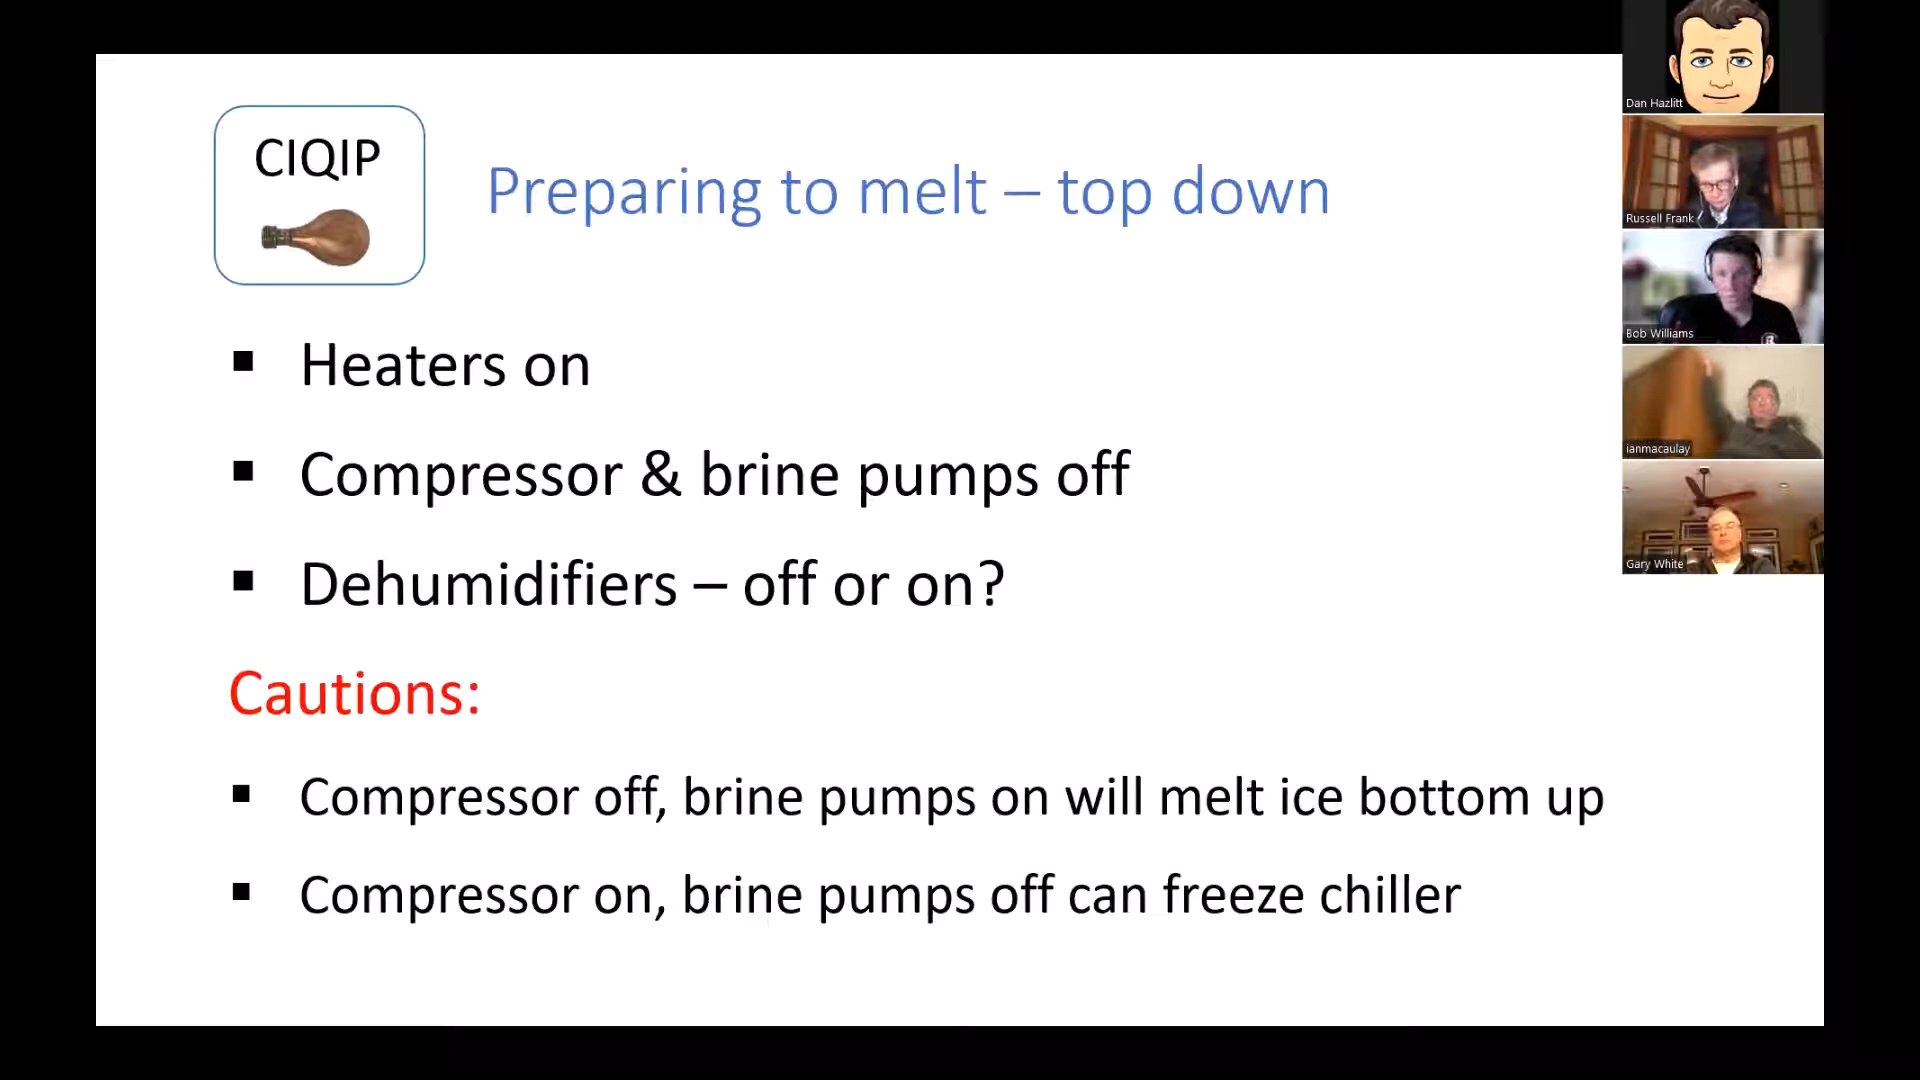 CIQIP
Preparing to melt – top down
▪ Heaters on
▪ Compressor & brine pumps off
▪ Dehumidifiers – off or on?
Cautions:
▪ Compressor off, brine pumps on will melt ice bottom up
▪ Compressor on, brine pumps off can freeze chiller
Dan Hazlitt
Russell Frank
Bob Williams
ianmacaulay
Gary White